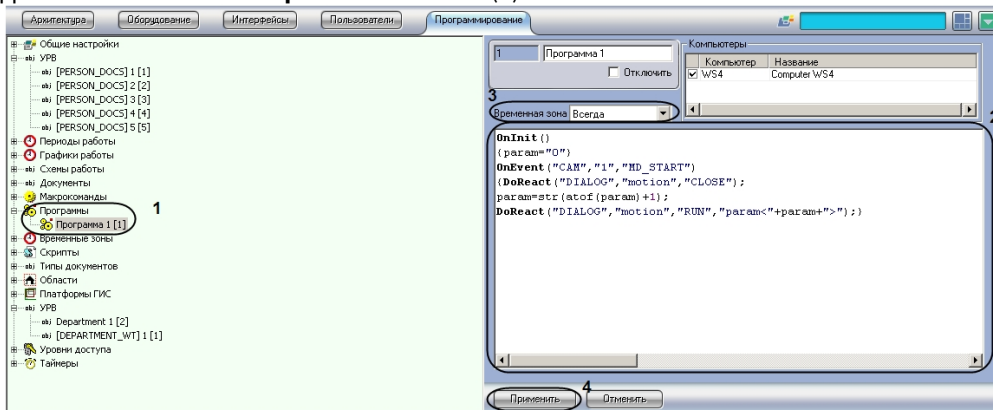 Архитектура Оборудование Интерфейсы Пользователи Программирование
Общие настройки
УРВ
[PERSON_DOCS] 1 [1]
[PERSON_DOCS] 2 [2]
[PERSON_DOCS] 3 [3]
[PERSON_DOCS] 4 [4]
[PERSON_DOCS] 5 [5]
Периоды работы
Графики работы
Схемы работы
Документы
Макрокоманды
Программы
Программа 1 [1]
1
Временные зоны
Скрипты
Типы документов
Области
Платформы ГИС
УРВ
Department 1 [2]
[DEPARTMENT_WT] 1 [1]
Уровни доступа
Таймеры
1 Программа 1
Отключить
Компьютеры
Компьютер Название
WS4 Computer WS4
3
Временная зона Всегда
2
OnInit()
{param="0"}
OnEvent("CAM","1","MD_START")
{DoReact("DIALOG","motion","CLOSE");
param=str(atof(param)+1);
DoReact("DIALOG","motion","RUN","param<"+param+">");}
4
Применить Отменить